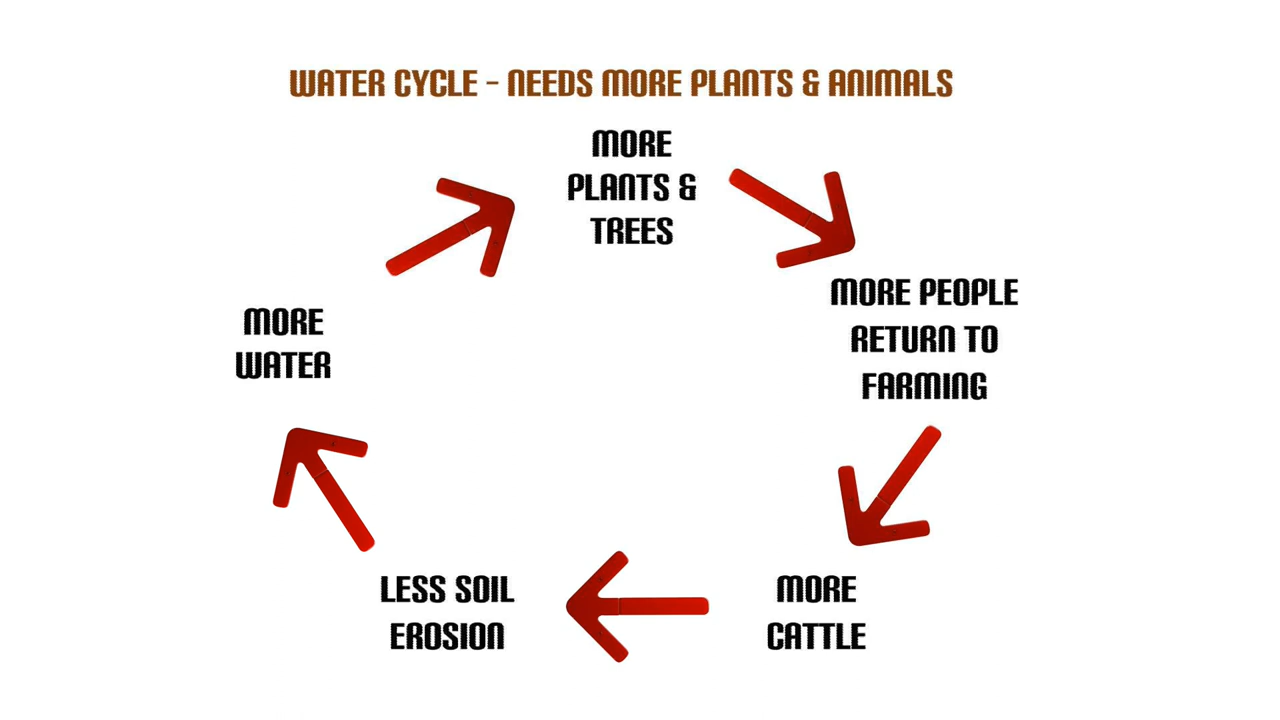 WATER CYCLE - NEEDS MORE PLANTS & ANIMALS
MORE
PLANTS &
TREES
MORE PEOPLE
RETURN TO
FARMING
MORE
CATTLE
LESS SOIL
EROSION
MORE
WATER